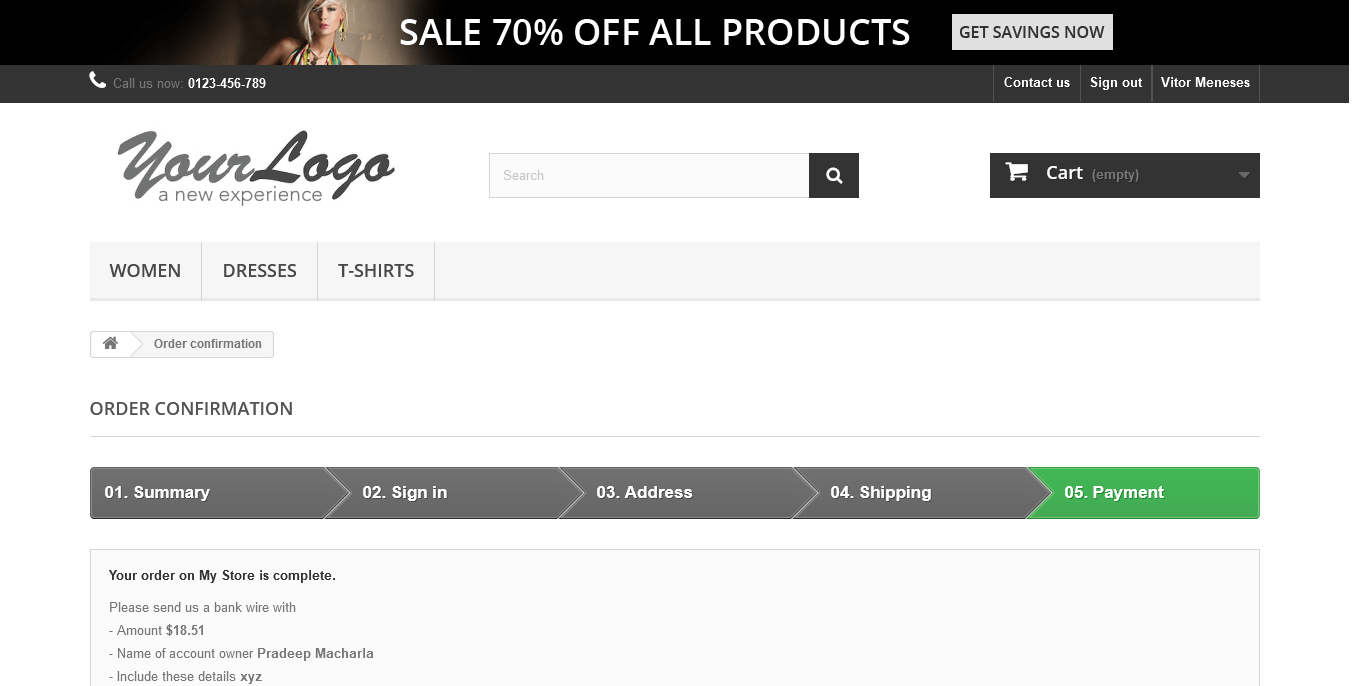 SALE 70% OFF ALL PRODUCTS GET SAVINGS NOW
Call us now: 0123-456-789 Contact us Sign out Vitor Meneses
Your Logo
a new experience
Search
Cart (empty)
WOMEN DRESSES T-SHIRTS
Order confirmation
ORDER CONFIRMATION
01. Summary 02. Sign in 03. Address 04. Shipping 05. Payment
Your order on My Store is complete.
Please send us a bank wire with
- Amount $18.51
- Name of account owner Pradeep Macharla
- Include these details xyz